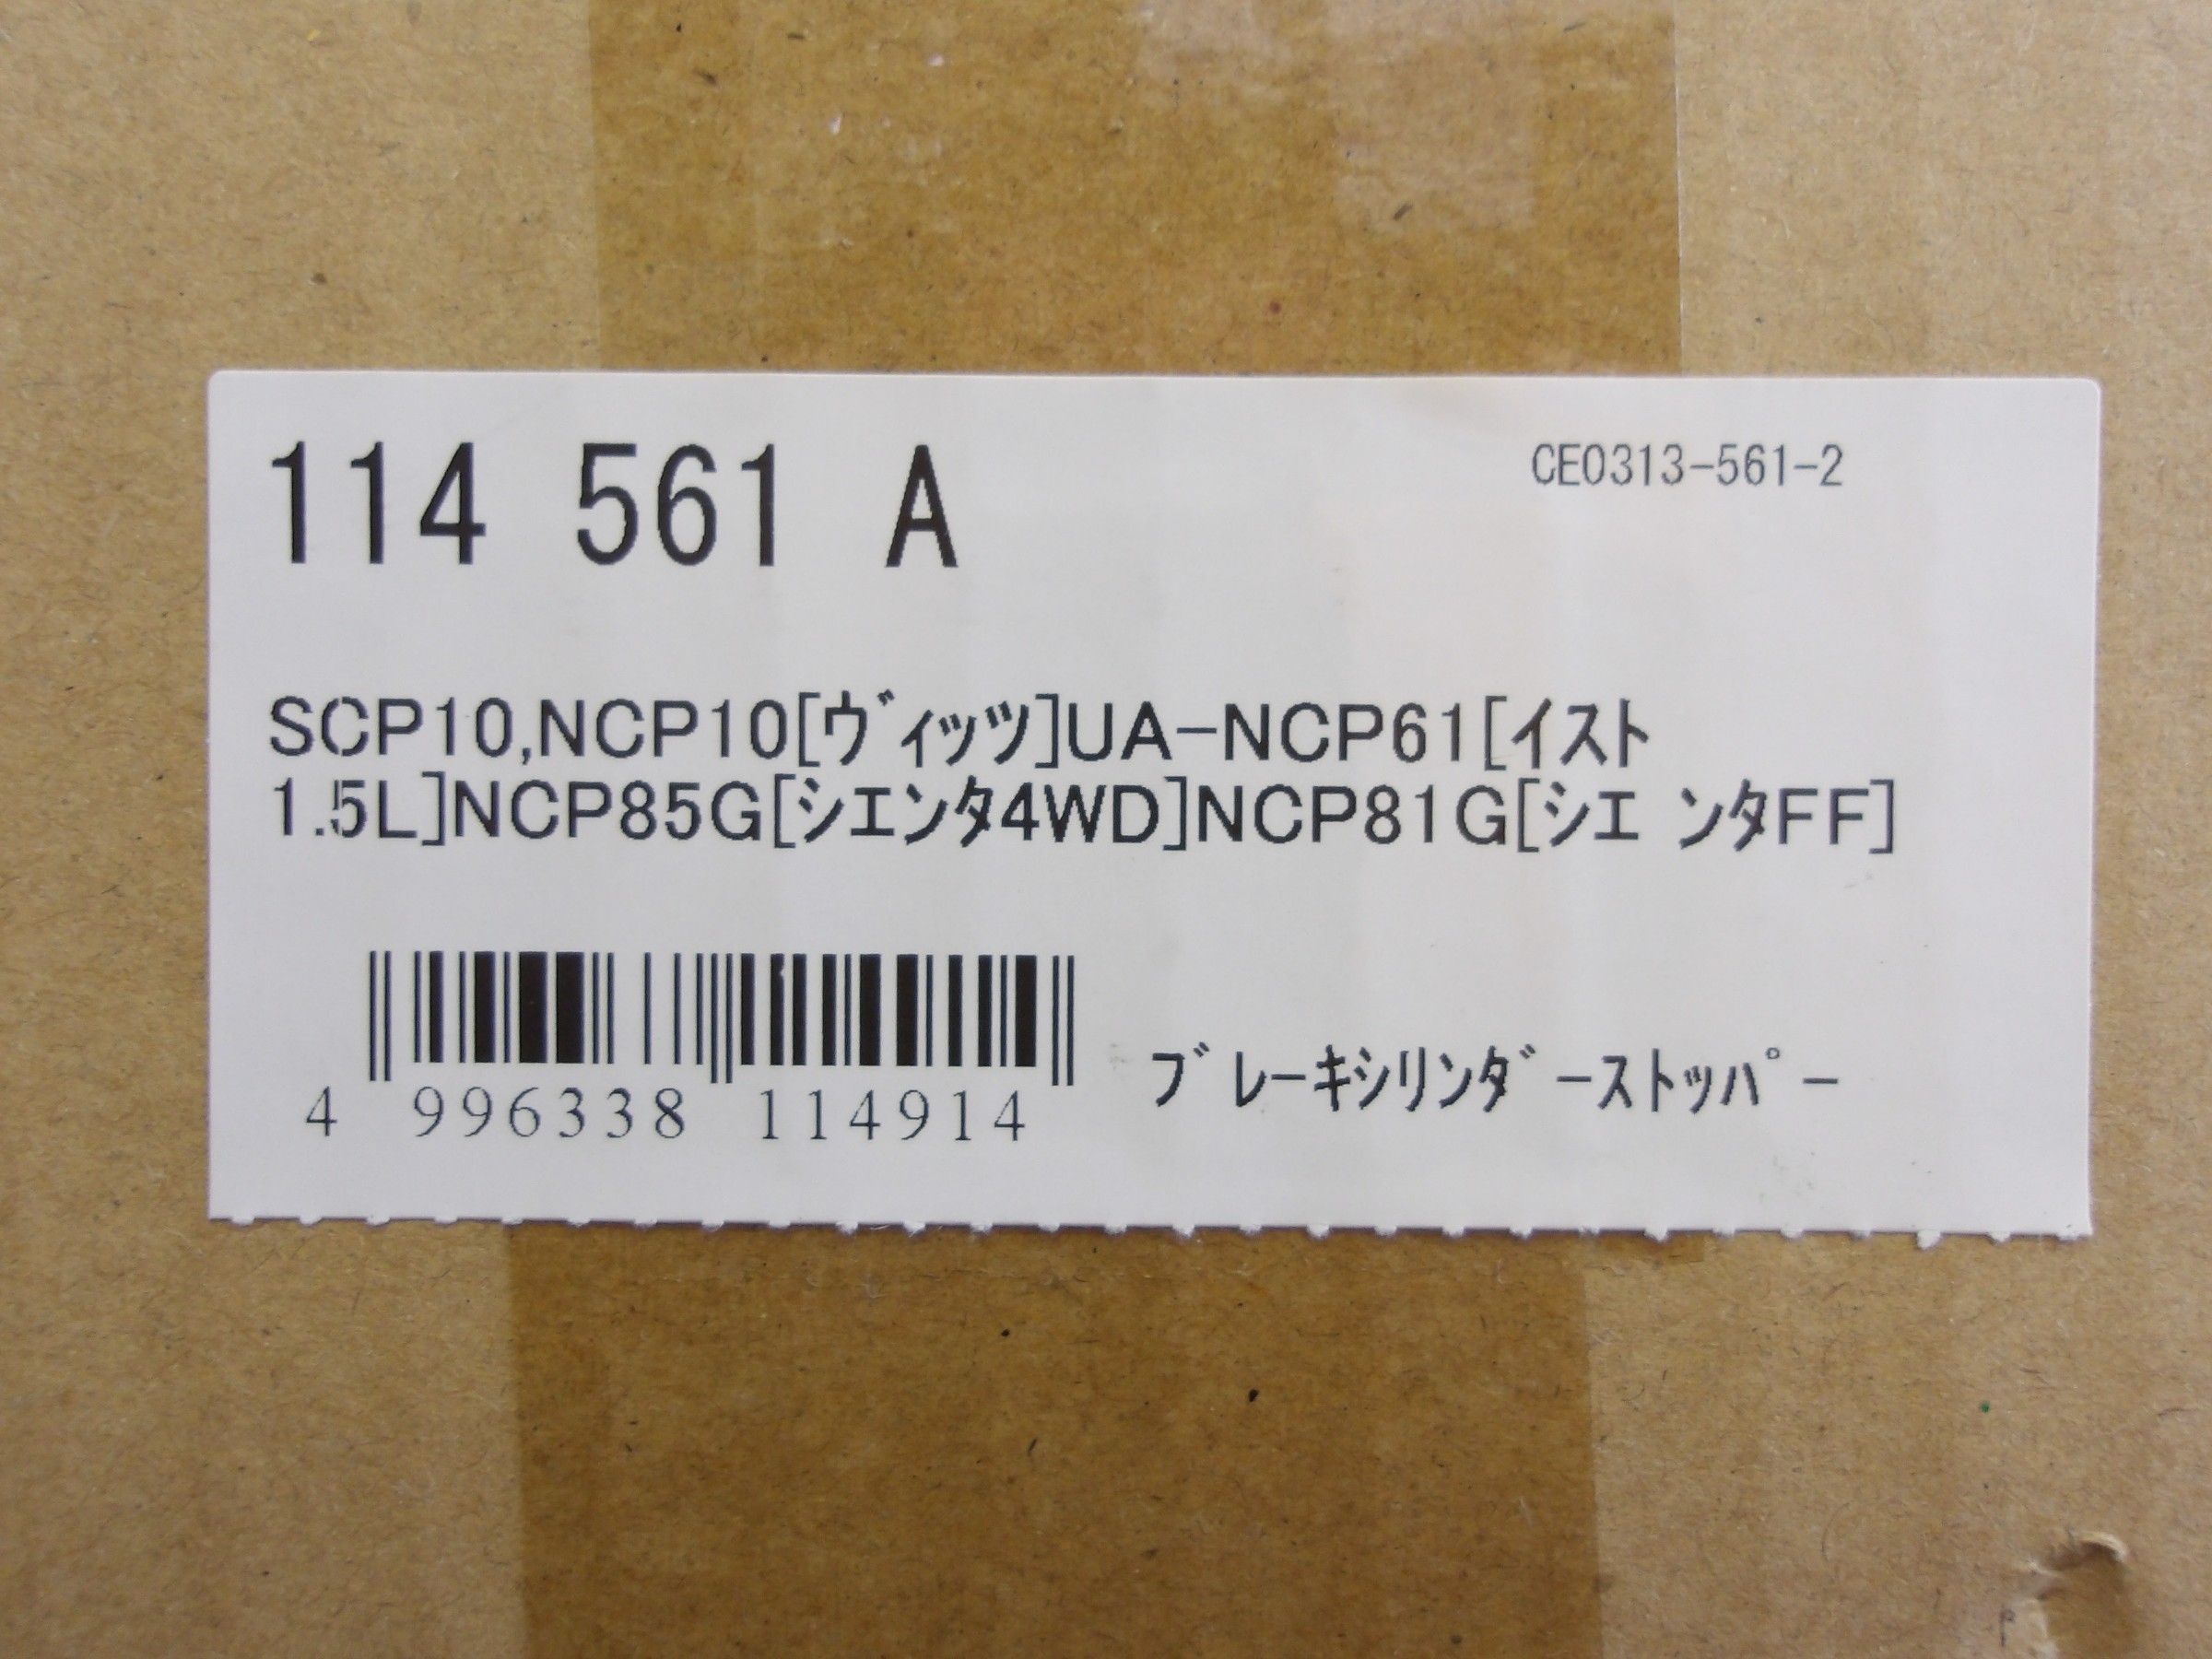 114 561 A
CE0313-561-2
SCP10,NCP10[ヴィッツ]UA-NCP61[イスト
1.5L]NCP85G[シエンタ4WD]NCP81G[シエ ンタFF]
ブレーキシリンダーストッパー
4 996338 114914